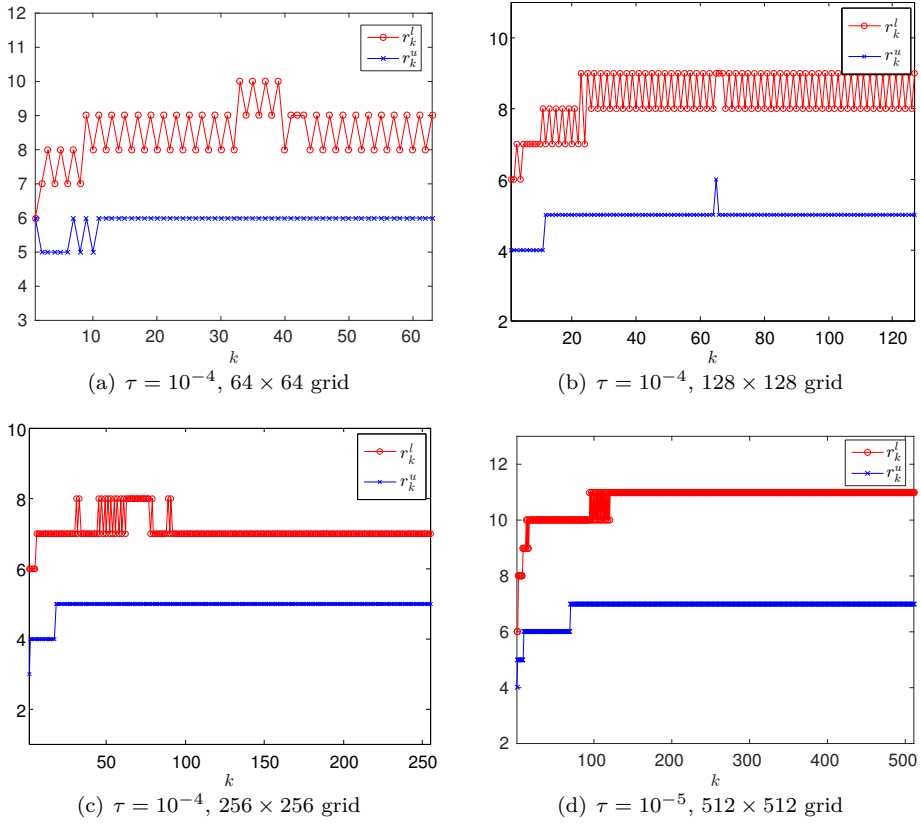 12
11
10
9
8
7
6
5
4
3
10 20 30 40 50 60
k
r_k^l
r_k^u
(a) τ = 10^{-4}, 64 × 64 grid
10
8
6
4
2
20 40 60 80 100 120
k
r_k^l
r_k^u
(b) τ = 10^{-4}, 128 × 128 grid
10
8
6
4
2
50 100 150 200 250
k
r_k^l
r_k^u
(c) τ = 10^{-4}, 256 × 256 grid
12
10
8
6
4
2
100 200 300 400 500
k
r_k^l
r_k^u
(d) τ = 10^{-5}, 512 × 512 grid